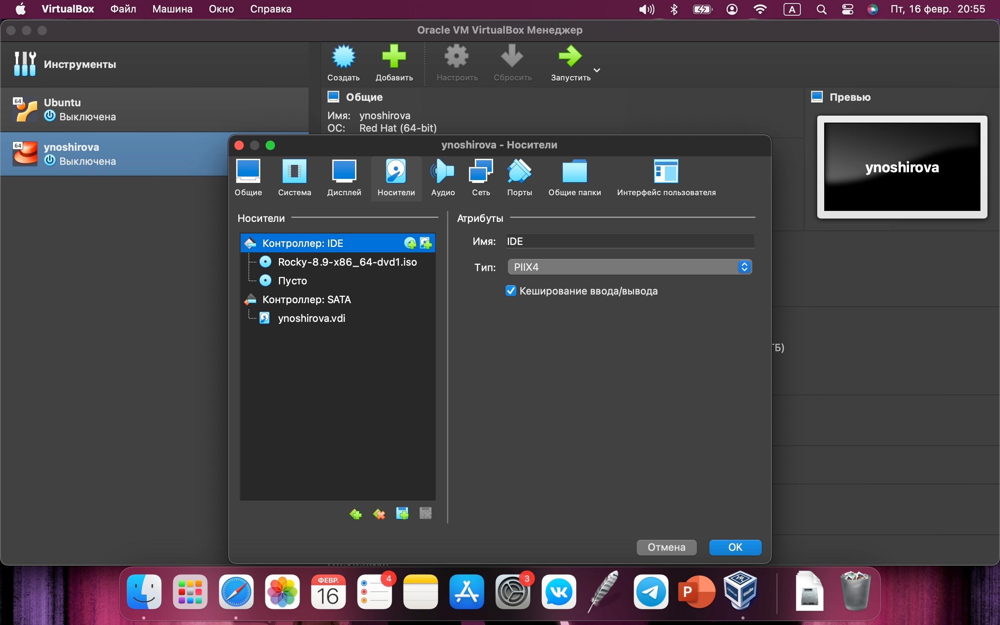 VirtualBox Файл Машина Окно Справка A Пт, 16 февр. 20:55
Oracle VM VirtualBox Менеджер
Инструменты
Создать Добавить Настроить Сбросить Запустить
64 Ubuntu
Выключена
64 ynoshirova
Выключена
Общие
Имя: ynoshirova
ОС: Red Hat (64-bit)
Превью
ynoshirova
ynoshirova - Носители
Общие Система Дисплей Носители Аудио Сеть Порты Общие папки Интерфейс пользователя
Носители
Контроллер: IDE
Rocky-8.9-x86_64-dvd1.iso
Пусто
Контроллер: SATA
ynoshirova.vdi
Атрибуты
Имя: IDE
Тип: PIIX4
Кеширование ввода/вывода
ГБ)
Отмена OK
ФЕВР.
16
4
3
P